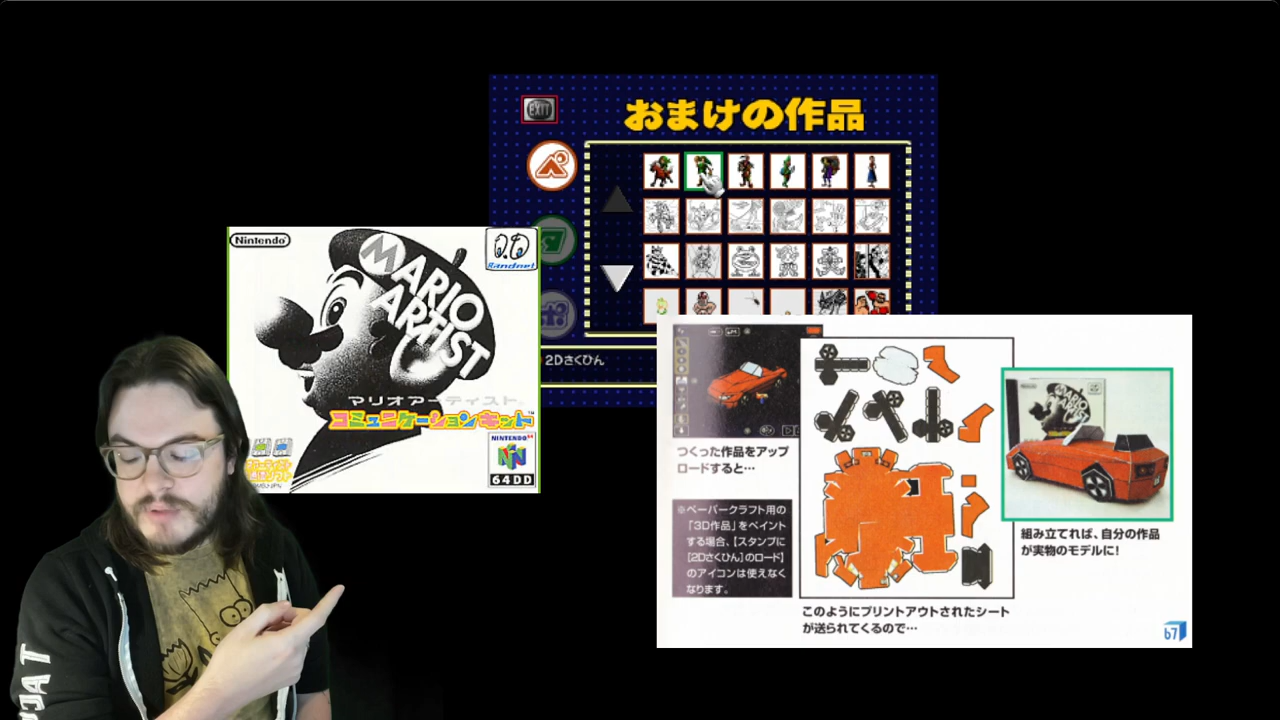 EXIT
おまけの作品
2Dさくひん
Nintendo
Randnet
MARIO
ARTIST
マリオアーティスト
コミュニケーションキット
NINTENDO64
64DD
つくった作品をアップ
ロードすると…
※ペーパークラフト用の
「3D作品」をペイント
する場合、[スタンプに
[2Dさくひん]のロード]
のアイコンは使えなく
なります。
このようにプリントアウトされたシート
が送られてくるので…
MARIO
ARTIST
組み立てれば、自分の作品
が実物のモデルに!
67